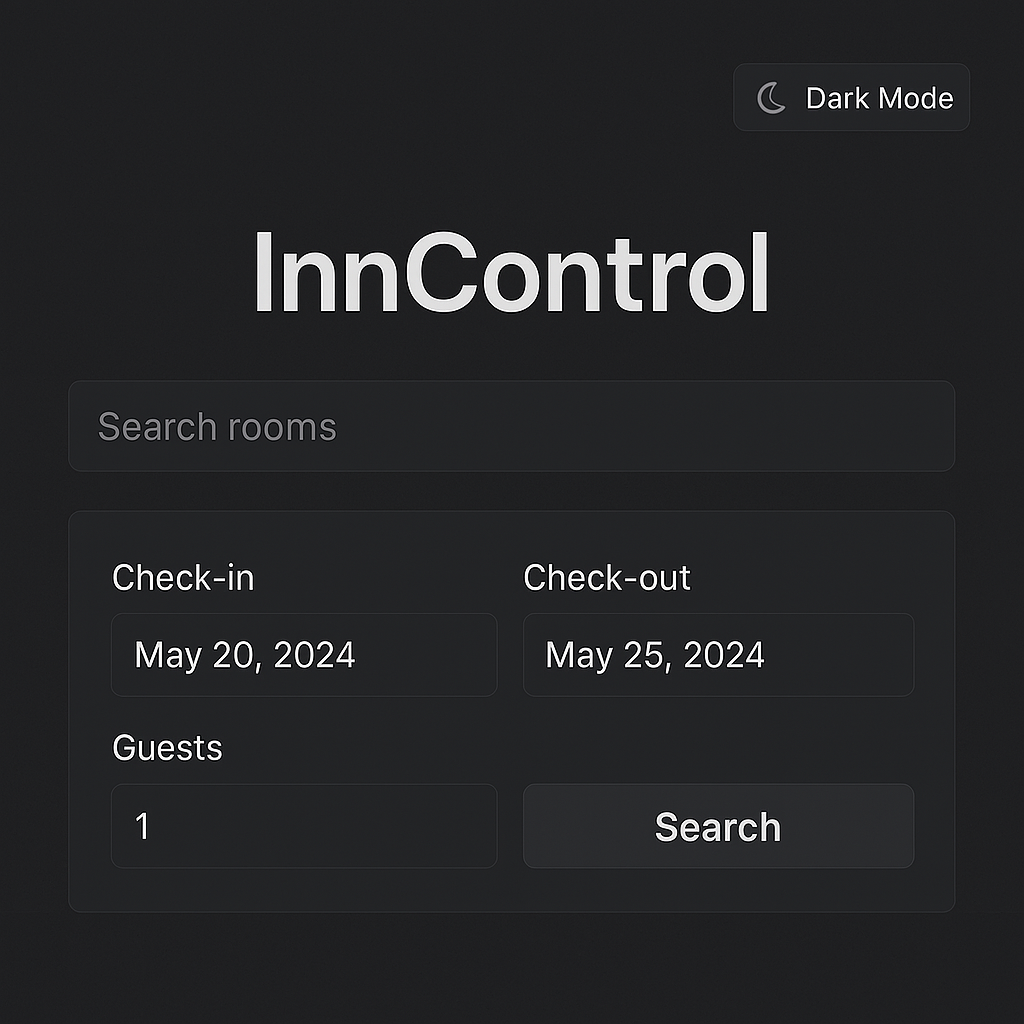 Dark Mode
InnControl
Search rooms
Check-in
Check-out
May 20, 2024
May 25, 2024
Guests
1
Search